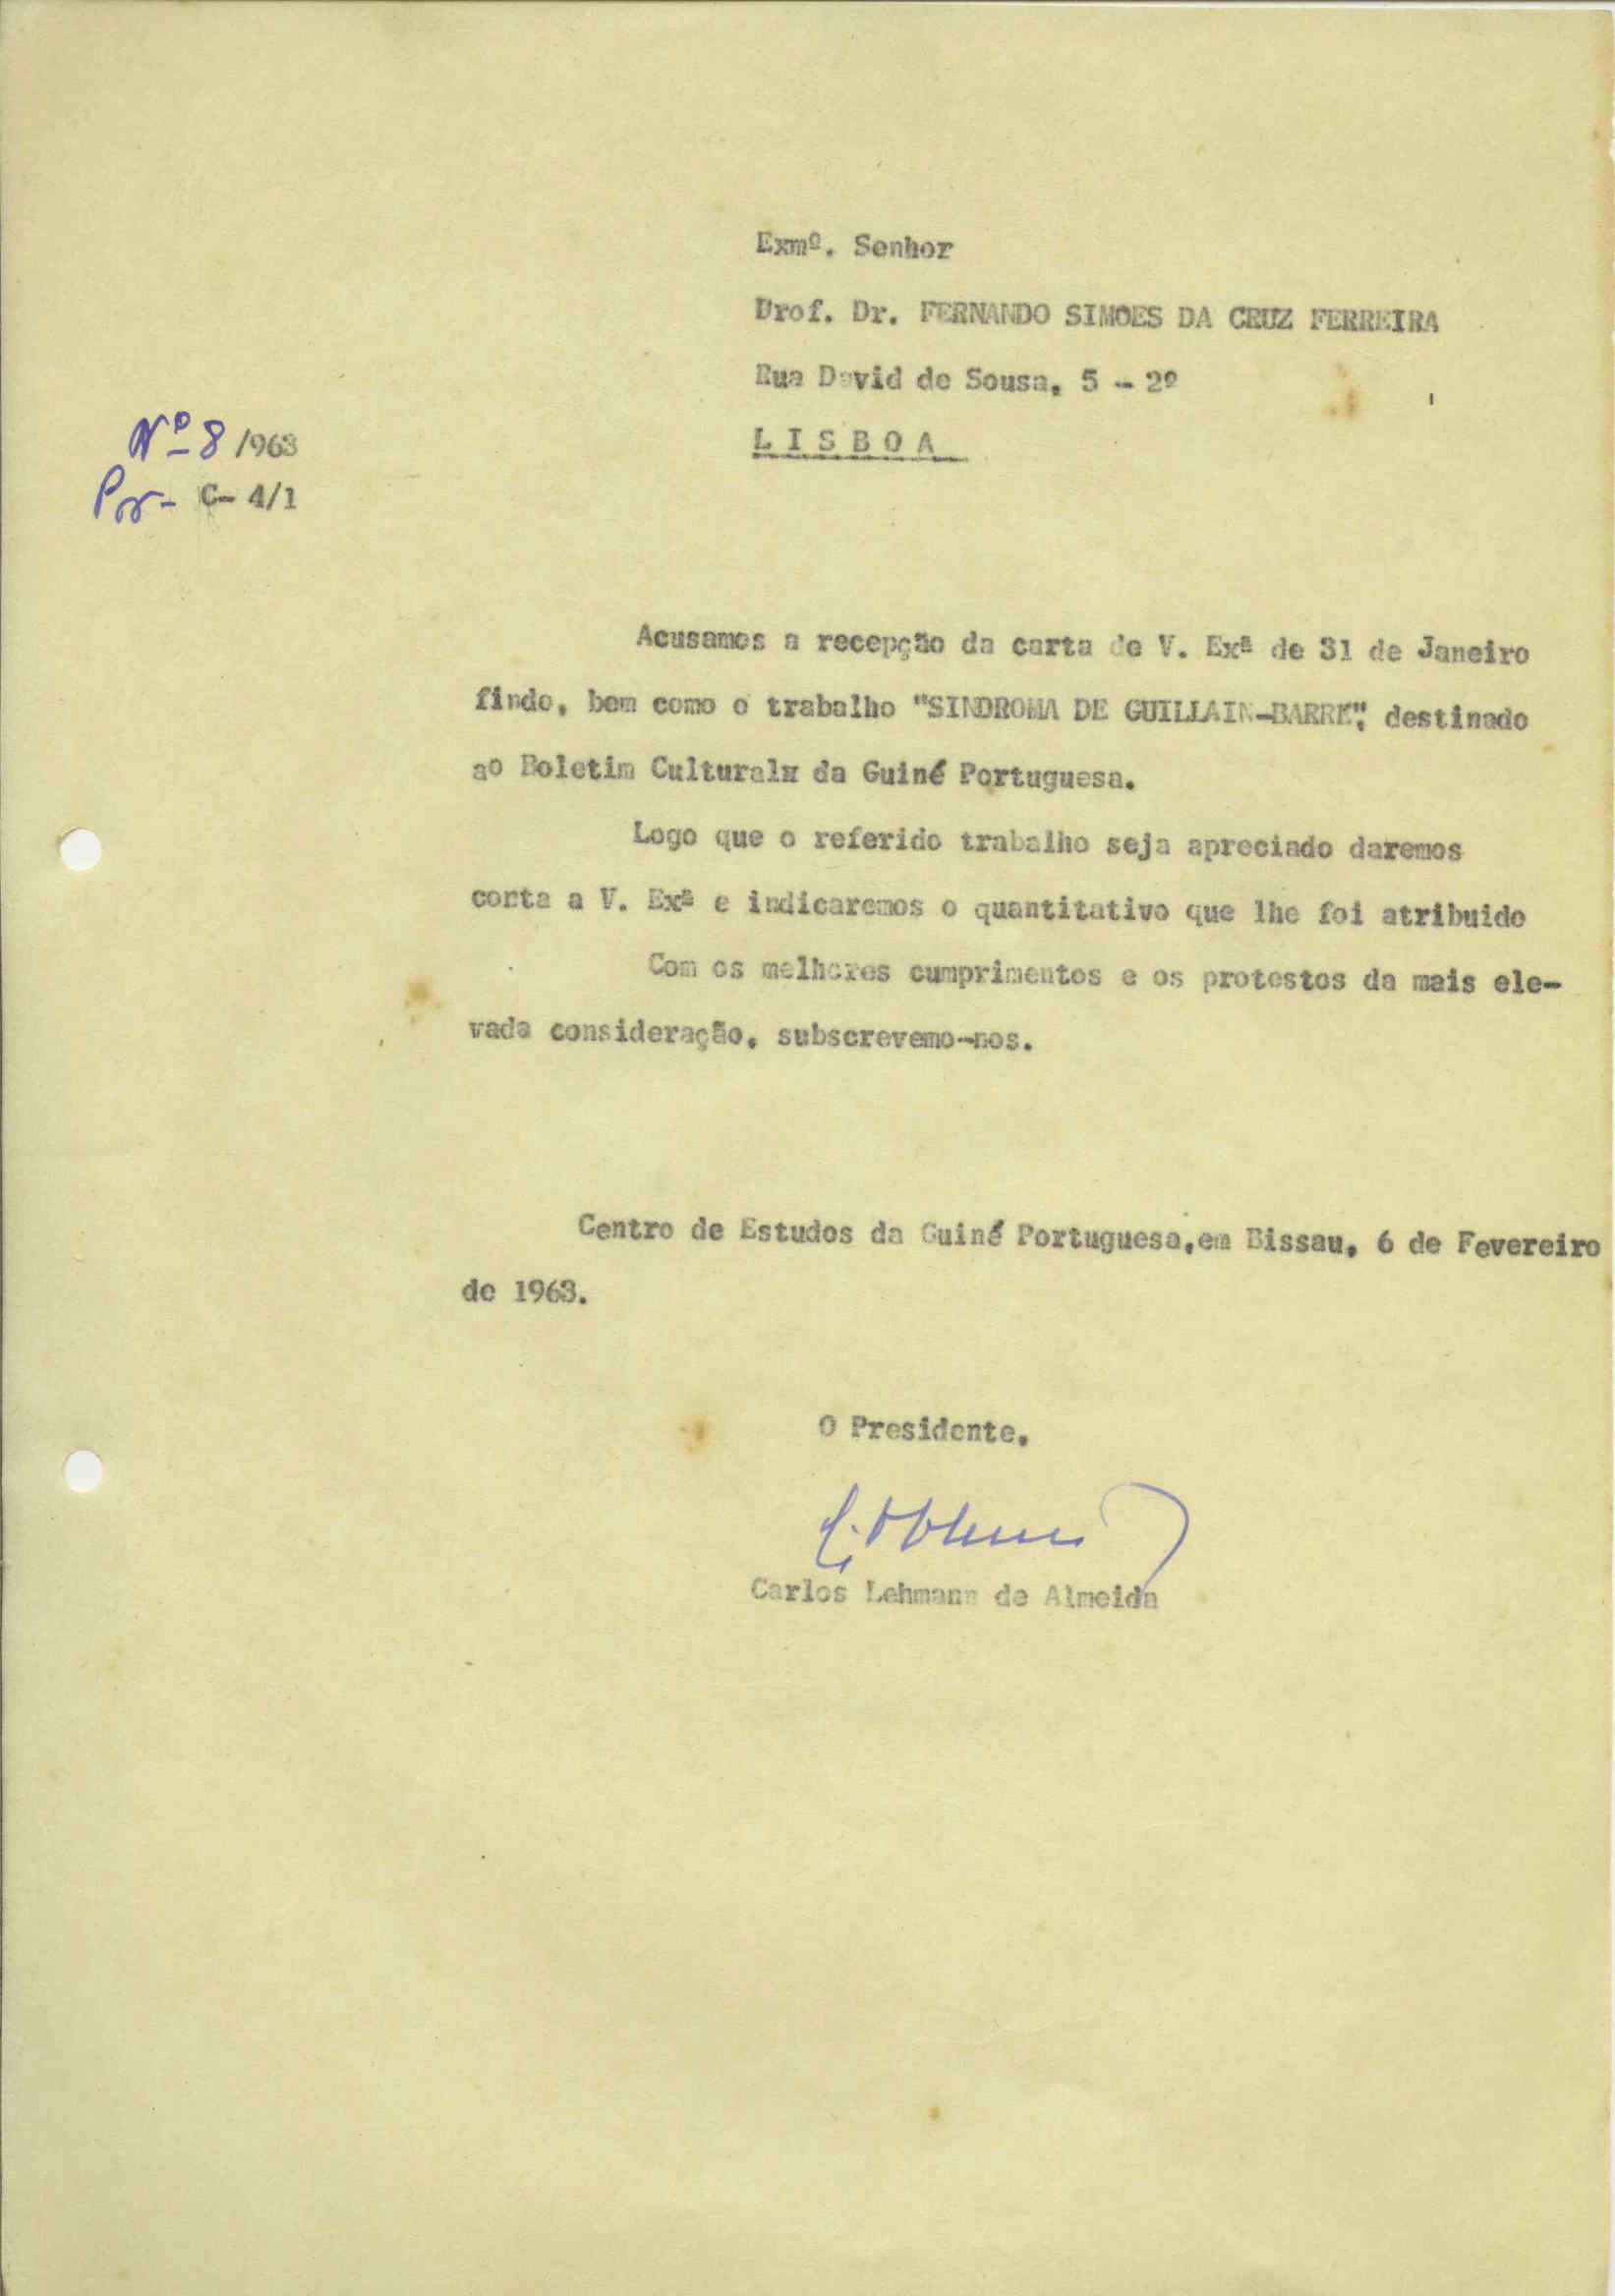 Exmº. Senhor
Prof. Dr. FERNANDO SIMOES DA CRUZ FERREIRA
Rua David de Sousa, 5 - 2º
L I S B O A
Nº 8 /963
Por- C- 4/1
Acusamos a recepção da carta de V. Exª de 31 de Janeiro
findo, bem como o trabalho "SINDROMA DE GUILLAIN-BARRE", destinado
ao Boletim Culturalx da Guiné Portuguesa.
Logo que o referido trabalho seja apreciado daremos
conta a V. Exª e indicaremos o quantitativo que lhe foi atribuido
Com os melhores cumprimentos e os protestos da mais ele-
vada consideração, subscrevemo-nos.
Centro de Estudos da Guiné Portuguesa,em Bissau, 6 de Fevereiro
de 1963.
O Presidente,
Carlos Lehmann de Almeida